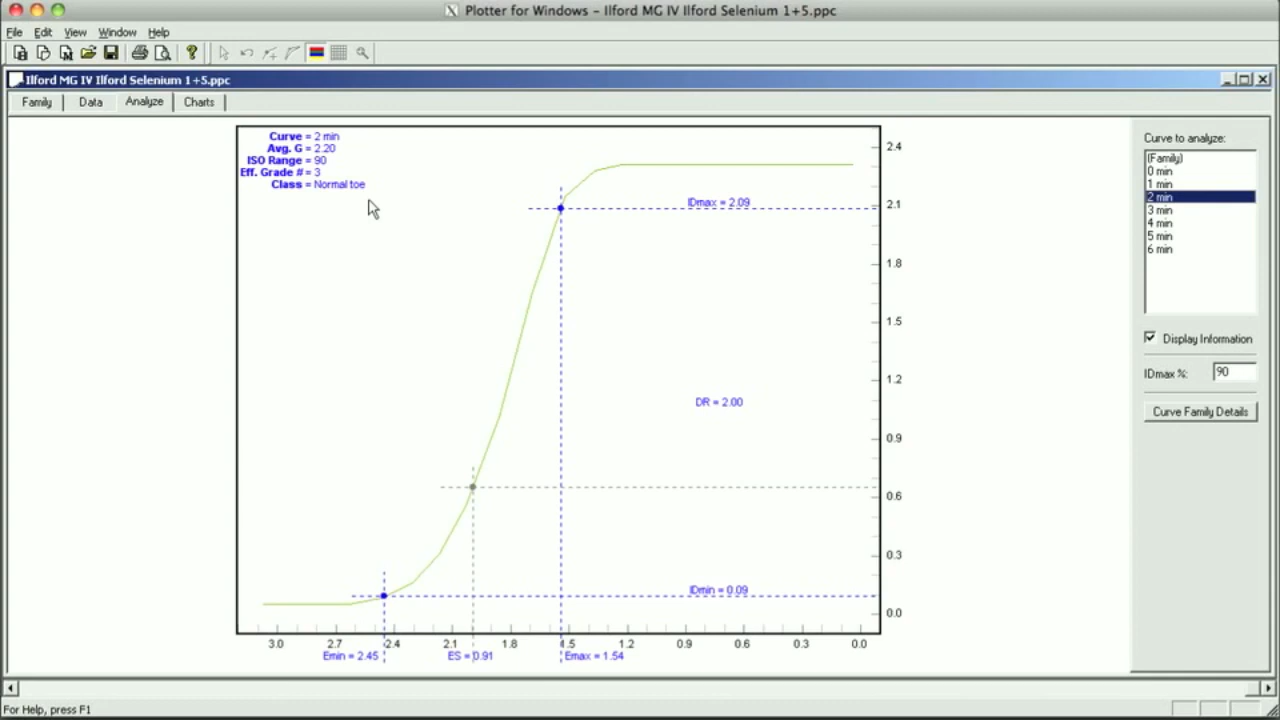 Plotter for Windows – Ilford MG IV Ilford Selenium 1+5.ppc
File Edit View Window Help
Ilford MG IV Ilford Selenium 1+5.ppc
Family Data Analyze Charts
Curve = 2 min
Avg. G = 2.20
ISO Range = 90
Eff. Grade # = 3
Class = Normal toe
IDmax = 2.09
DR = 2.00
IDmin = 0.09
2.4
2.1
1.8
1.5
1.2
0.9
0.6
0.3
0.0
3.0 2.7 2.4 2.1 1.8 1.5 1.2 0.9 0.6 0.3 0.0
Emin = 2.45 ES = 0.91 Emax = 1.54
Curve to analyze:
(Family)
0 min
1 min
2 min
3 min
4 min
5 min
6 min
Display Information
IDmax %: 90
Curve Family Details
For Help, press F1